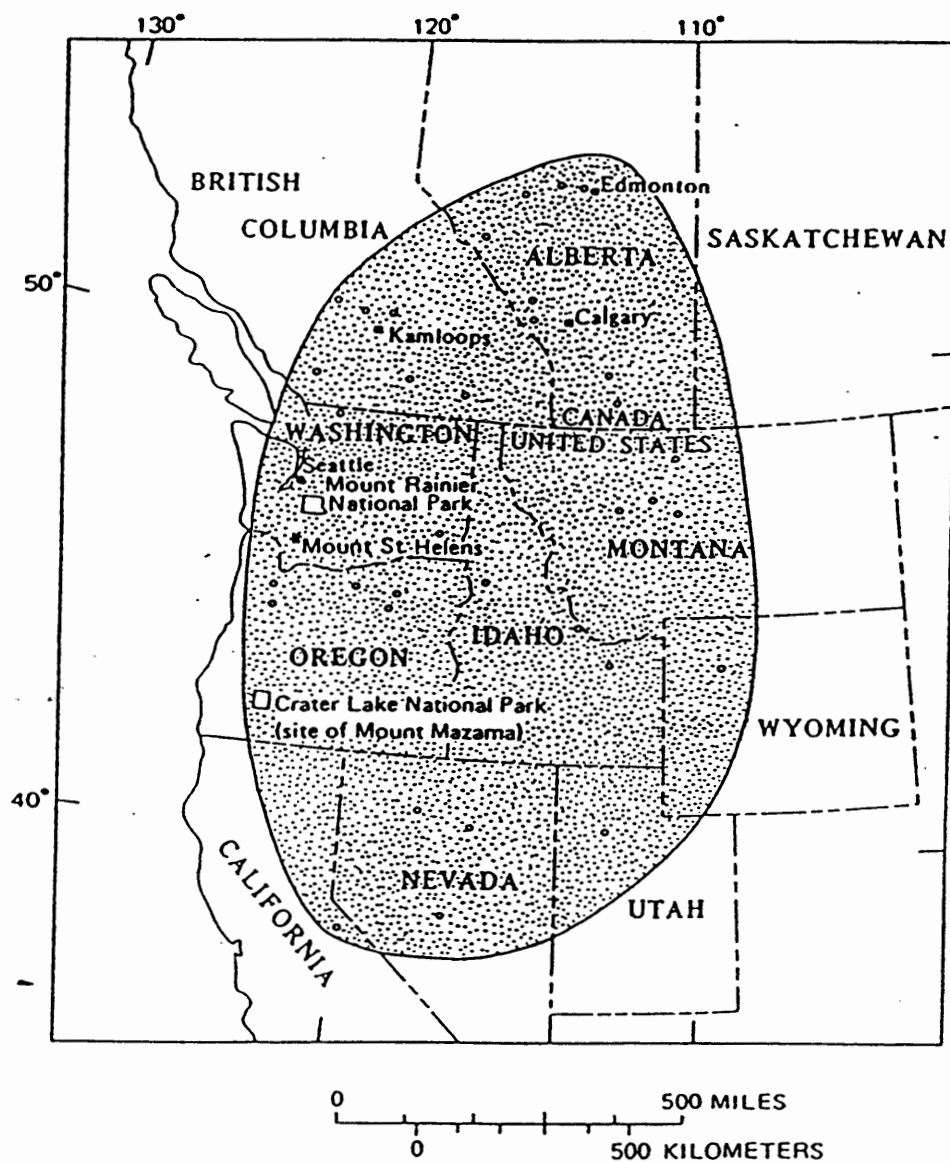 130° 120° 110°
BRITISH
COLUMBIA
Edmonton
ALBERTA
SASKATCHEWAN
50°
Kamloops
Calgary
CANADA
WASHINGTON
UNITED STATES
Seattle
Mount Rainier
National Park
Mount St Helens
MONTANA
IDAHO
OREGON
Crater Lake National Park
(site of Mount Mazama)
WYOMING
40°
CALIFORNIA
NEVADA
UTAH
0 500 MILES
0 500 KILOMETERS